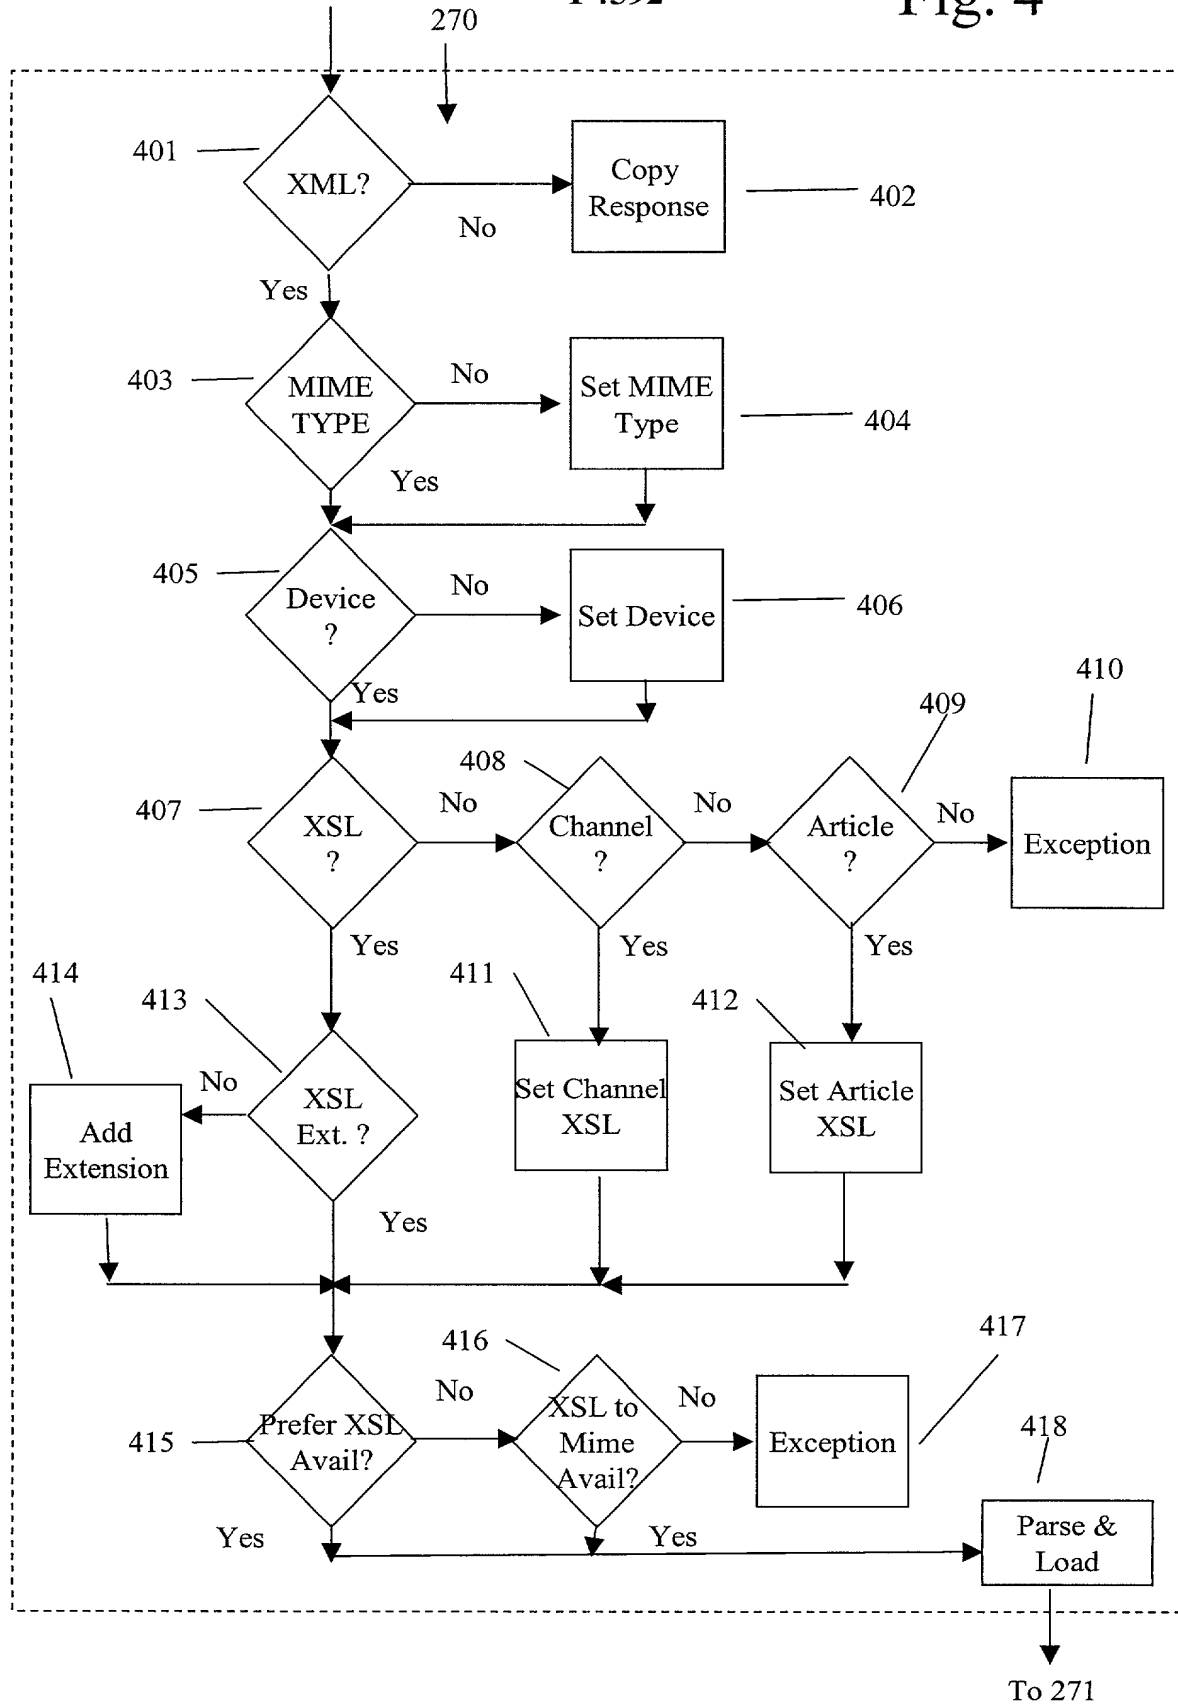 Fig. 4
270
401
XML?
Copy
Response
402
No
Yes
403
MIME
TYPE
No
Set MIME
Type
404
Yes
405
Device
?
No
Set Device
406
Yes
410
409
408
407
XSL
?
No
Channel
?
No
Article
?
No
Exception
Yes
Yes
Yes
414
413
411
412
No
XSL
Ext. ?
Add
Extension
Set Channel
XSL
Set Article
XSL
Yes
416
417
415
Prefer XSL
Avail?
No
XSL to
Mime
Avail?
No
Exception
418
Yes
Yes
Parse &
Load
To 271